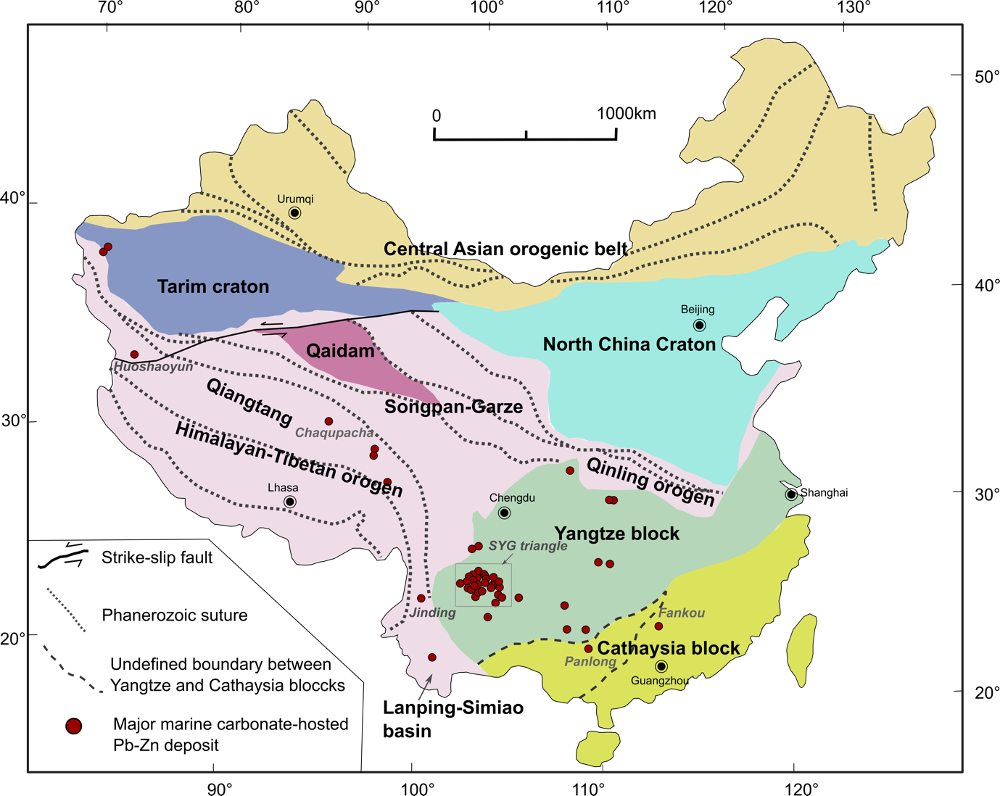 70°
80°
90°
100°
110°
120°
130°
50°
0
1000km
40°
Urumqi
Central Asian orogenic belt
Tarim craton
40°
Beijing
North China Craton
Qaidam
Huoshaoyun
Qiangtang
Songpan-Garze
30°
Chaqupacha
Himalayan-Tibetan orogen
Qinling orogen
Lhasa
Chengdu
Shanghai
30°
Yangtze block
SYG triangle
Strike-slip fault
Jinding
Fankou
Phanerozoic suture
20°
Cathaysia block
Panlong
Undefined boundary between
Yangtze and Cathaysia bloccks
Guangzhou
20°
Lanping-Simiao
basin
Major marine carbonate-hosted
Pb-Zn deposit
90°
100°
110°
120°